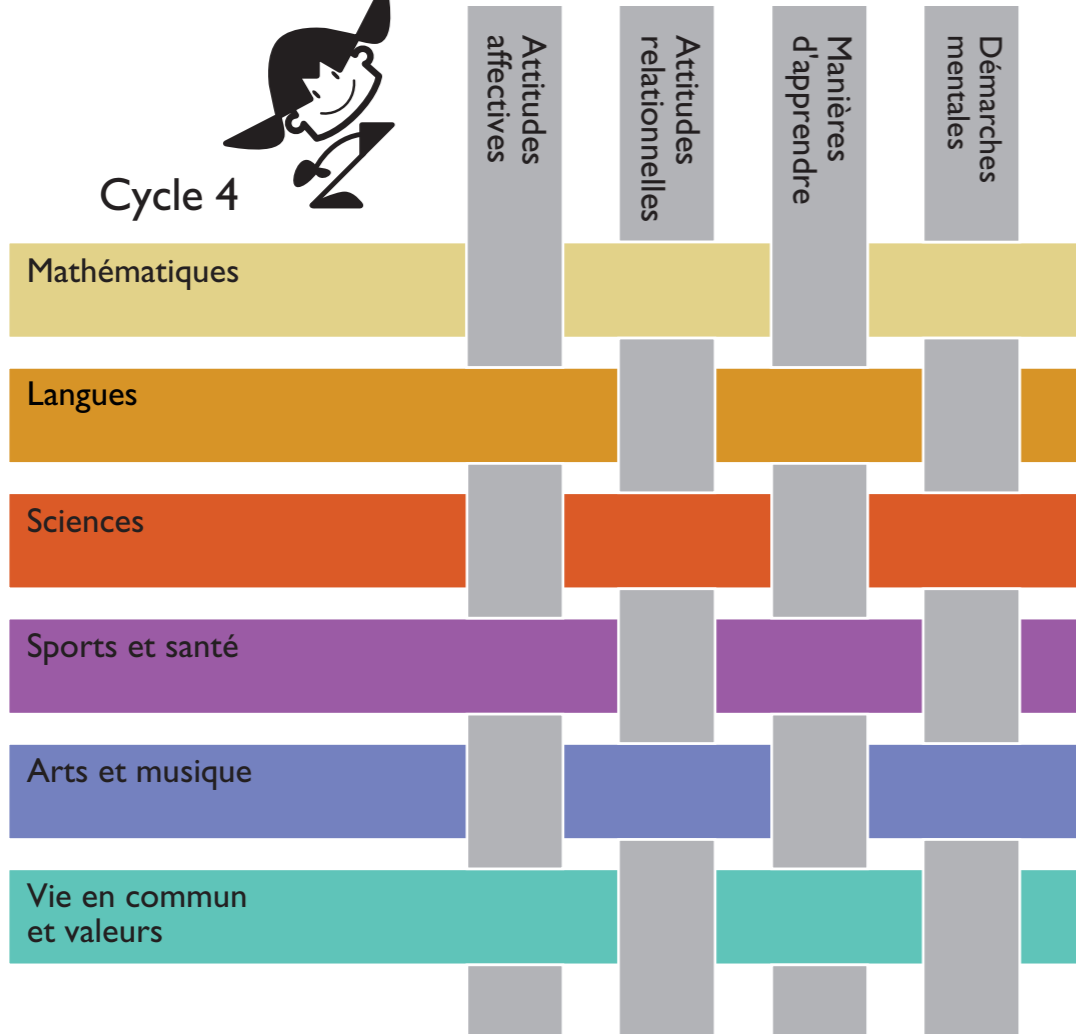 Attitudes
affectives
Attitudes
relationnelles
Manières
d'apprendre
Démarches
mentales
Cycle 4
Mathématiques
Langues
Sciences
Sports et santé
Arts et musique
Vie en commun
et valeurs